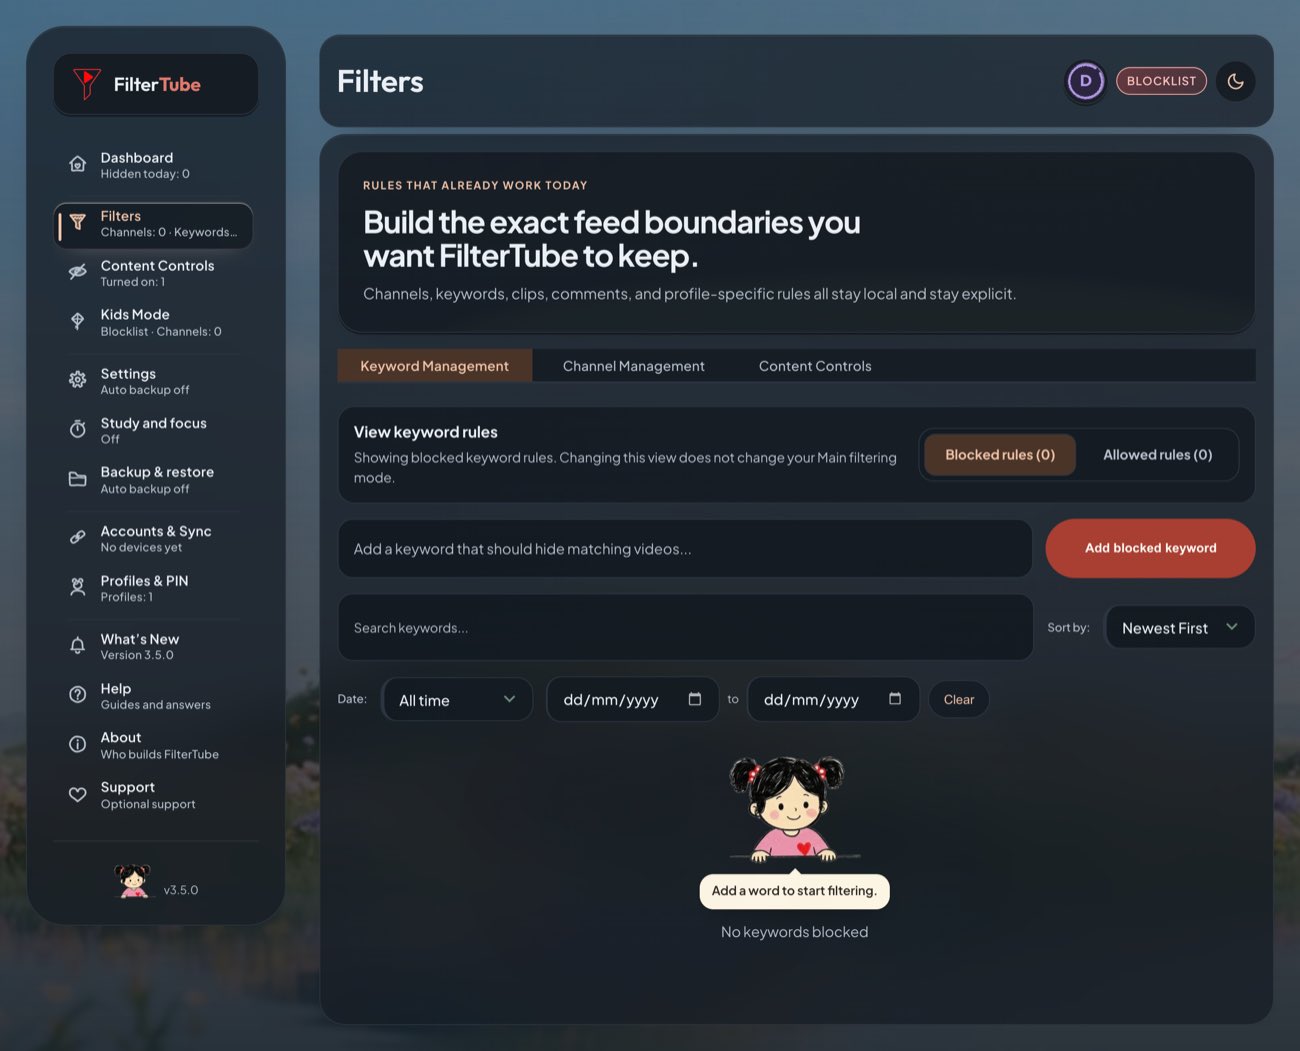 FilterTube
Dashboard
Hidden today: 0
Filters
Channels: 0 · Keywords...
Content Controls
Turned on: 1
Kids Mode
Blocklist · Channels: 0
Settings
Auto backup off
Study and focus
Off
Backup & restore
Auto backup off
Accounts & Sync
No devices yet
Profiles & PIN
Profiles: 1
What's New
Version 3.5.0
Help
Guides and answers
About
Who builds FilterTube
Support
Optional support
v3.5.0
Filters
D
BLOCKLIST
RULES THAT ALREADY WORK TODAY
Build the exact feed boundaries you
want FilterTube to keep.
Channels, keywords, clips, comments, and profile-specific rules all stay local and stay explicit.
Keyword Management
Channel Management
Content Controls
View keyword rules
Showing blocked keyword rules. Changing this view does not change your Main filtering
mode.
Blocked rules (0)
Allowed rules (0)
Add a keyword that should hide matching videos...
Add blocked keyword
Search keywords...
Sort by:
Newest First
Date:
All time
dd/mm/yyyy
to
dd/mm/yyyy
Clear
Add a word to start filtering.
No keywords blocked